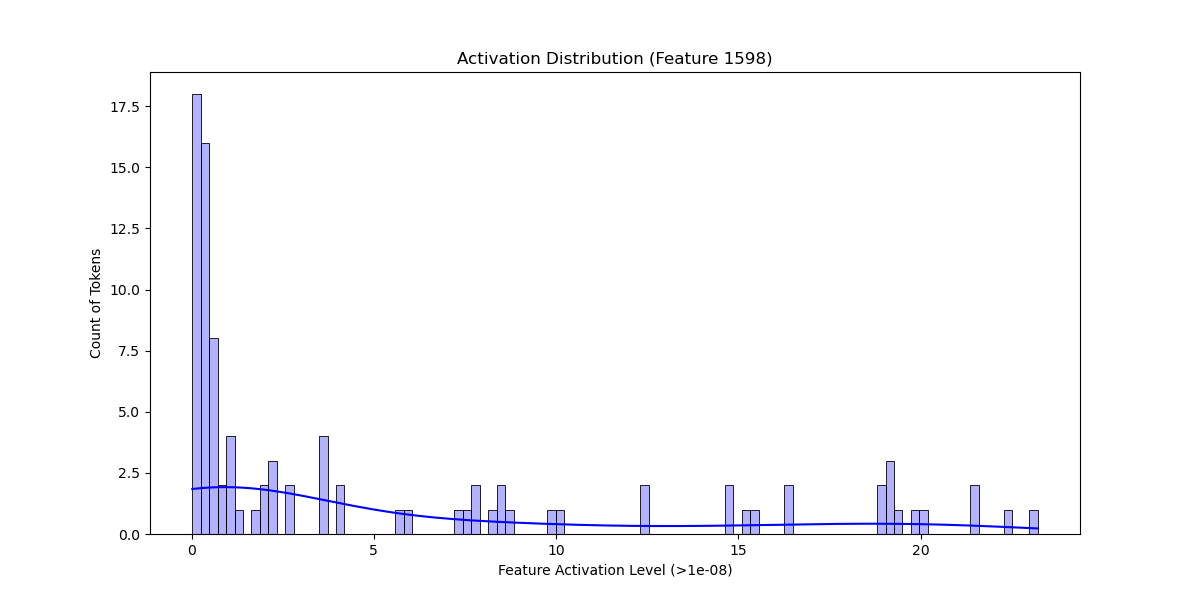 Activation Distribution (Feature 1598)
17.5
15.0
12.5
10.0
7.5
5.0
2.5
0.0
Count of Tokens
0 5 10 15 20
Feature Activation Level (>1e-08)